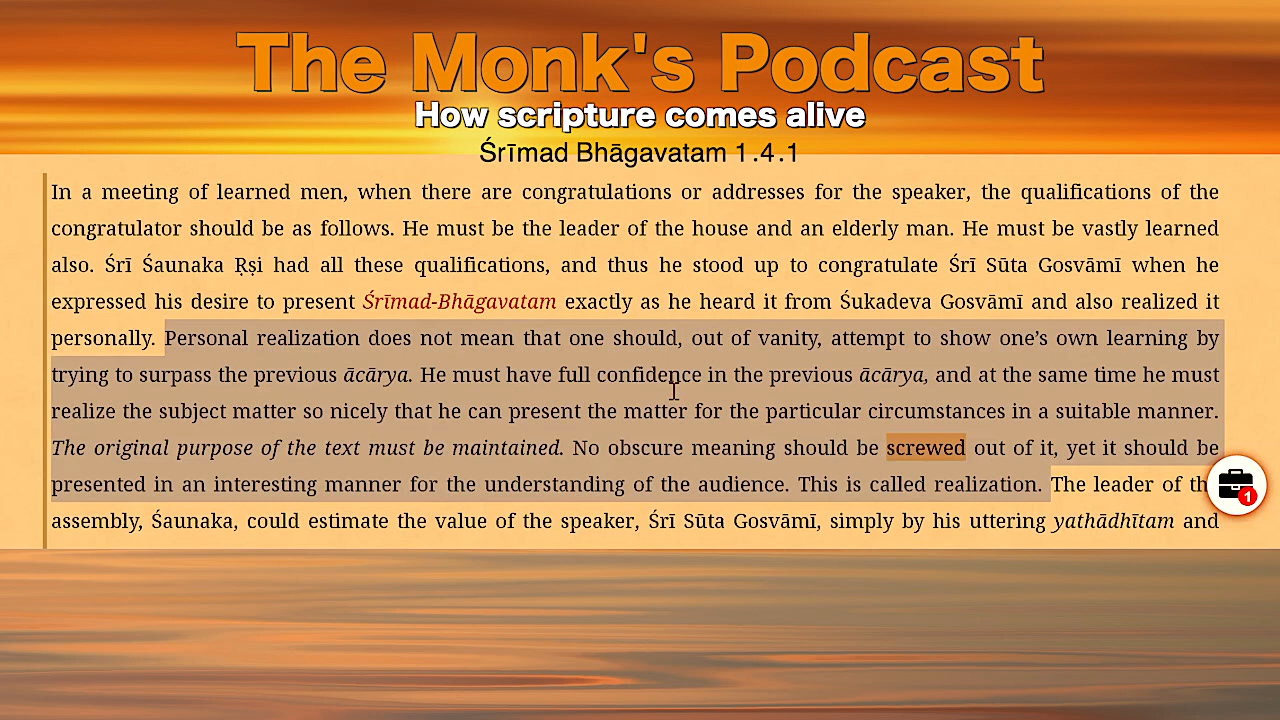 The Monk's Podcast
How scripture comes alive
Śrīmad Bhāgavatam 1.4.1
In a meeting of learned men, when there are congratulations or addresses for the speaker, the qualifications of the
congratulator should be as follows. He must be the leader of the house and an elderly man. He must be vastly learned
also. Śrī Śaunaka Ṛṣi had all these qualifications, and thus he stood up to congratulate Śrī Sūta Gosvāmī when he
expressed his desire to present Śrīmad-Bhāgavatam exactly as he heard it from Śukadeva Gosvāmī and also realized it
personally. Personal realization does not mean that one should, out of vanity, attempt to show one’s own learning by
trying to surpass the previous ācārya. He must have full confidence in the previous ācārya, and at the same time he must
realize the subject matter so nicely that he can present the matter for the particular circumstances in a suitable manner.
The original purpose of the text must be maintained. No obscure meaning should be screwed out of it, yet it should be
presented in an interesting manner for the understanding of the audience. This is called realization. The leader of th
assembly, Śaunaka, could estimate the value of the speaker, Śrī Sūta Gosvāmī, simply by his uttering yathādhītam and
1